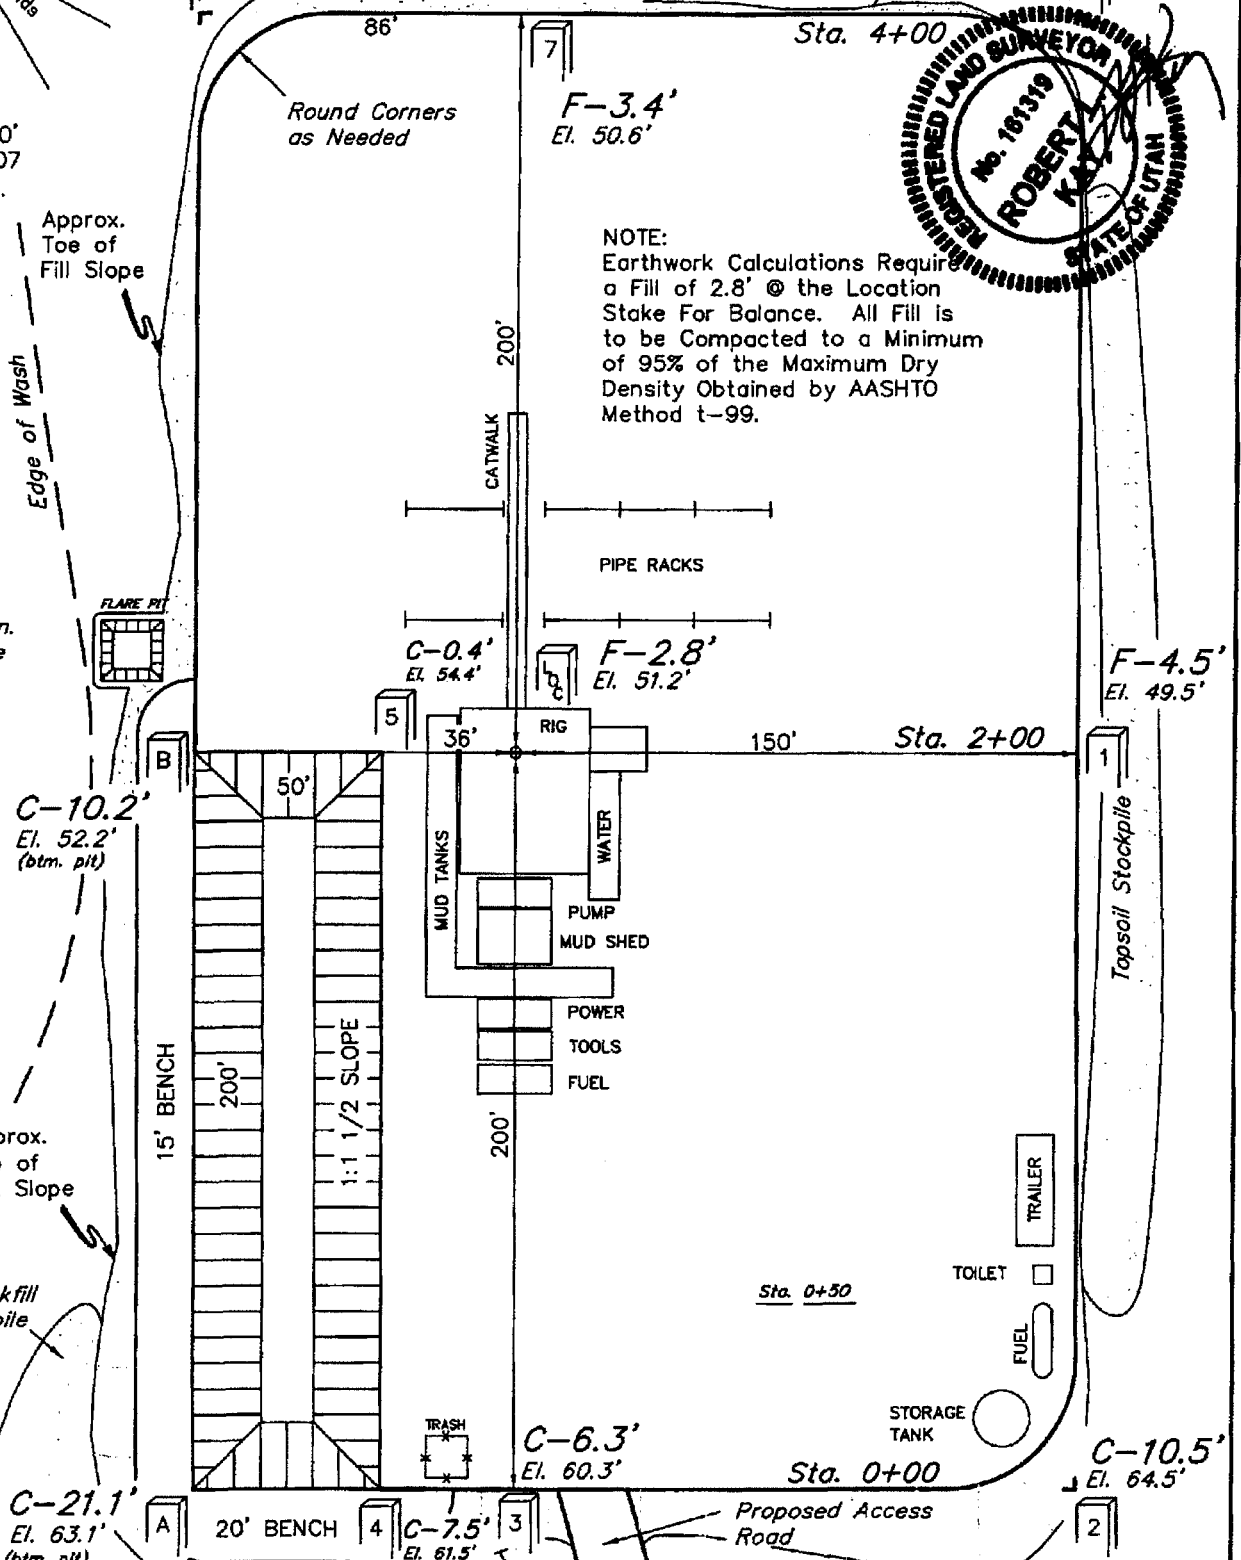 86'
7
Sta. 4+00
REGISTERED LAND SURVEYOR
No. 161319
ROBERT
KAY
STATE OF UTAH
Round Corners
as Needed
F-3.4'
El. 50.6'
0'
07
Approx.
Toe of
Fill Slope
NOTE:
Earthwork Calculations Require
a Fill of 2.8' @ the Location
Stake For Balance. All Fill is
to be Compacted to a Minimum
of 95% of the Maximum Dry
Density Obtained by AASHTO
Method t-99.
200'
Edge of Wash
CATWALK
PIPE RACKS
FLARE PIT
C-0.4'
El. 54.4'
F-2.8'
El. 51.2'
F-4.5'
El. 49.5'
5
RIG
B
36'
150'
Sta. 2+00
1
50'
C-10.2'
El. 52.2'
(btm. pit)
MUD TANKS
WATER
Topsoil Stockpile
PUMP
MUD SHED
POWER
TOOLS
FUEL
15' BENCH
200'
1:1 1/2 SLOPE
200'
of
Slope
TRAILER
TOILET
Sta. 0+50
FUEL
STORAGE
TANK
TRASH
C-6.3'
El. 60.3'
Sta. 0+00
C-10.5'
El. 64.5'
C-21.1'
El. 63.1'
(btm. pit)
A
20' BENCH
4
C-7.5'
El. 61.5'
3
Proposed Access
Road
2